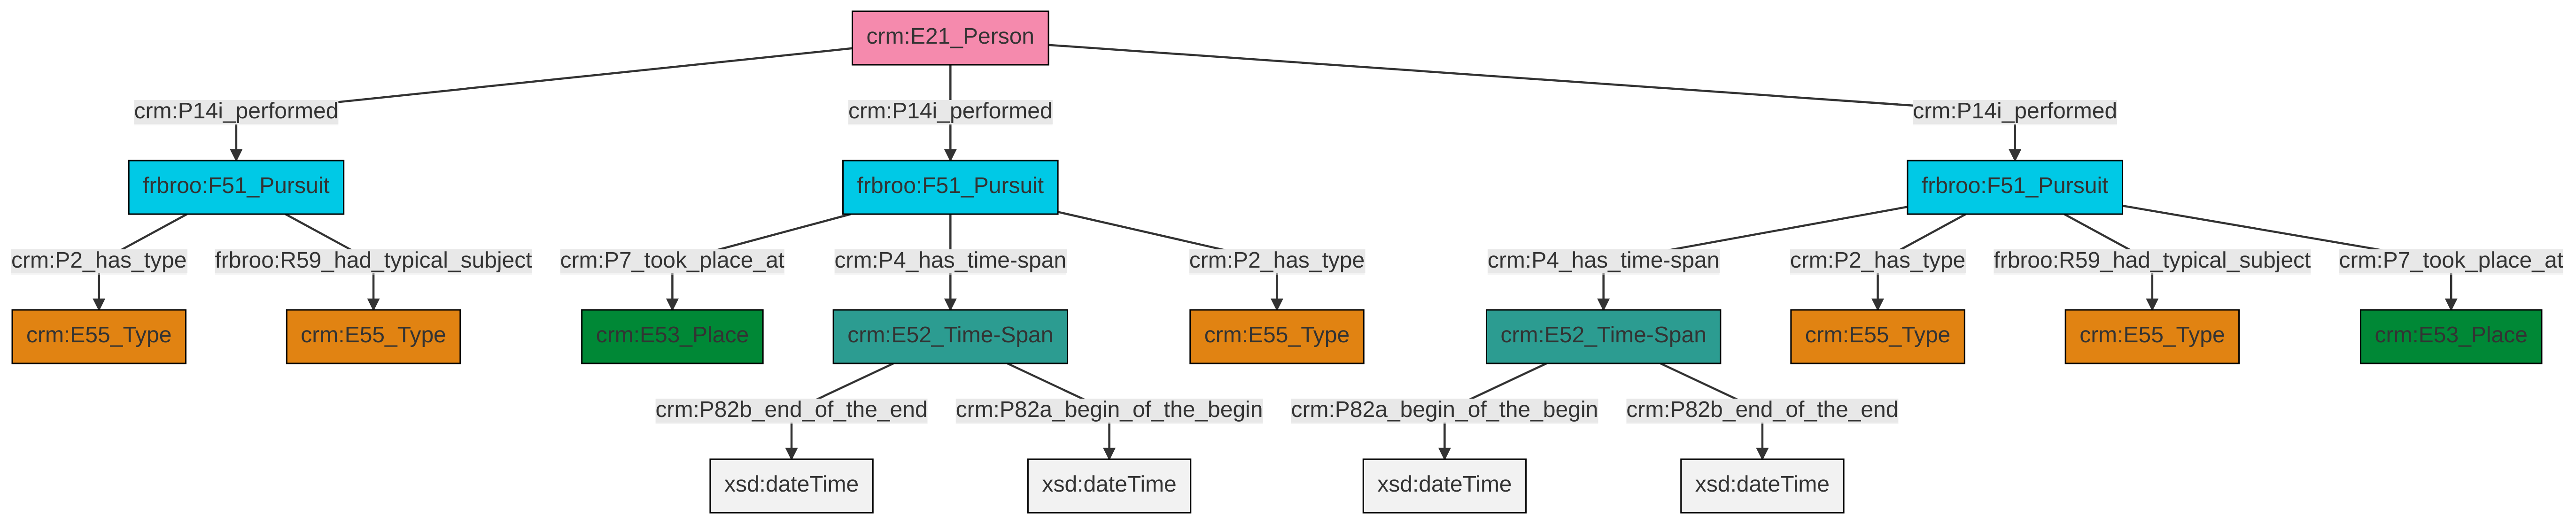 crm:E21_Person
crm:P14i_performed
crm:P14i_performed
crm:P14i_performed
frbroo:F51_Pursuit
frbroo:F51_Pursuit
frbroo:F51_Pursuit
crm:P2_has_type
frbroo:R59_had_typical_subject
crm:P7_took_place_at
crm:P4_has_time-span
crm:P2_has_type
crm:P4_has_time-span
crm:P2_has_type
frbroo:R59_had_typical_subject
crm:P7_took_place_at
crm:E55_Type
crm:E55_Type
crm:E53_Place
crm:E52_Time-Span
crm:E55_Type
crm:E52_Time-Span
crm:E55_Type
crm:E55_Type
crm:E53_Place
crm:P82b_end_of_the_end
crm:P82a_begin_of_the_begin
crm:P82a_begin_of_the_begin
crm:P82b_end_of_the_end
xsd:dateTime
xsd:dateTime
xsd:dateTime
xsd:dateTime